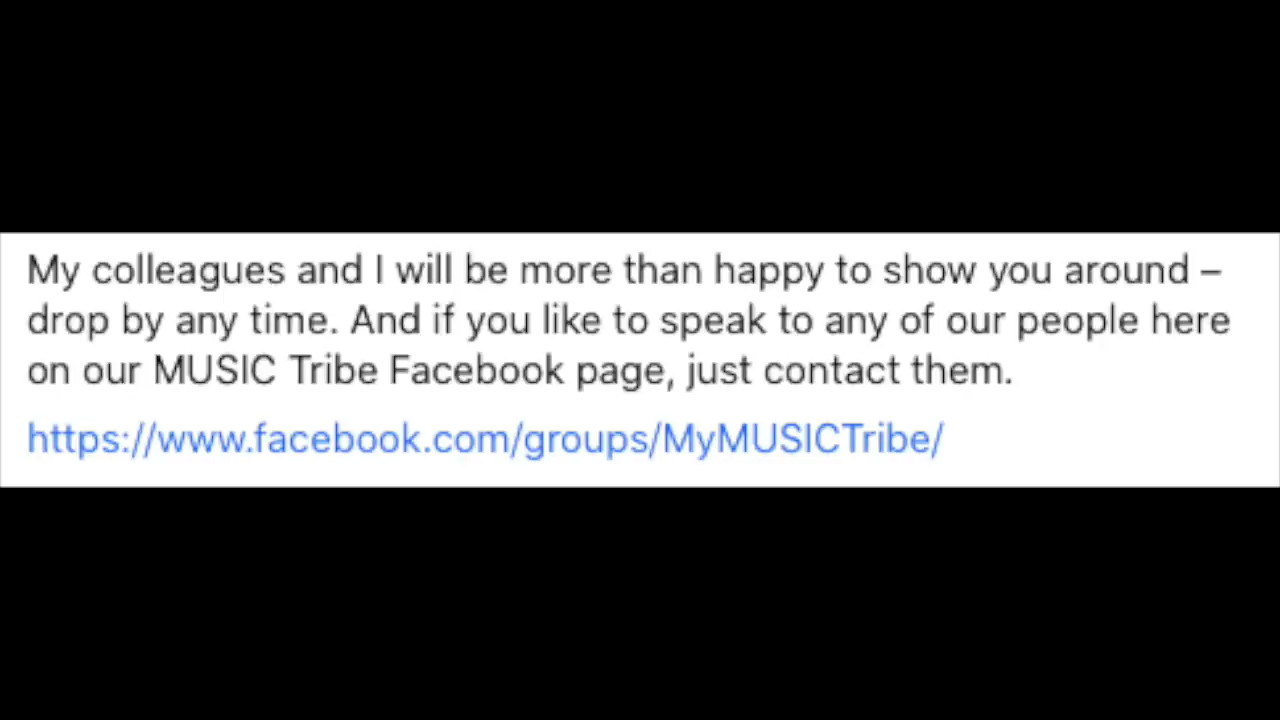 My colleagues and I will be more than happy to show you around –
drop by any time. And if you like to speak to any of our people here
on our MUSIC Tribe Facebook page, just contact them.
https://www.facebook.com/groups/MyMUSICTribe/